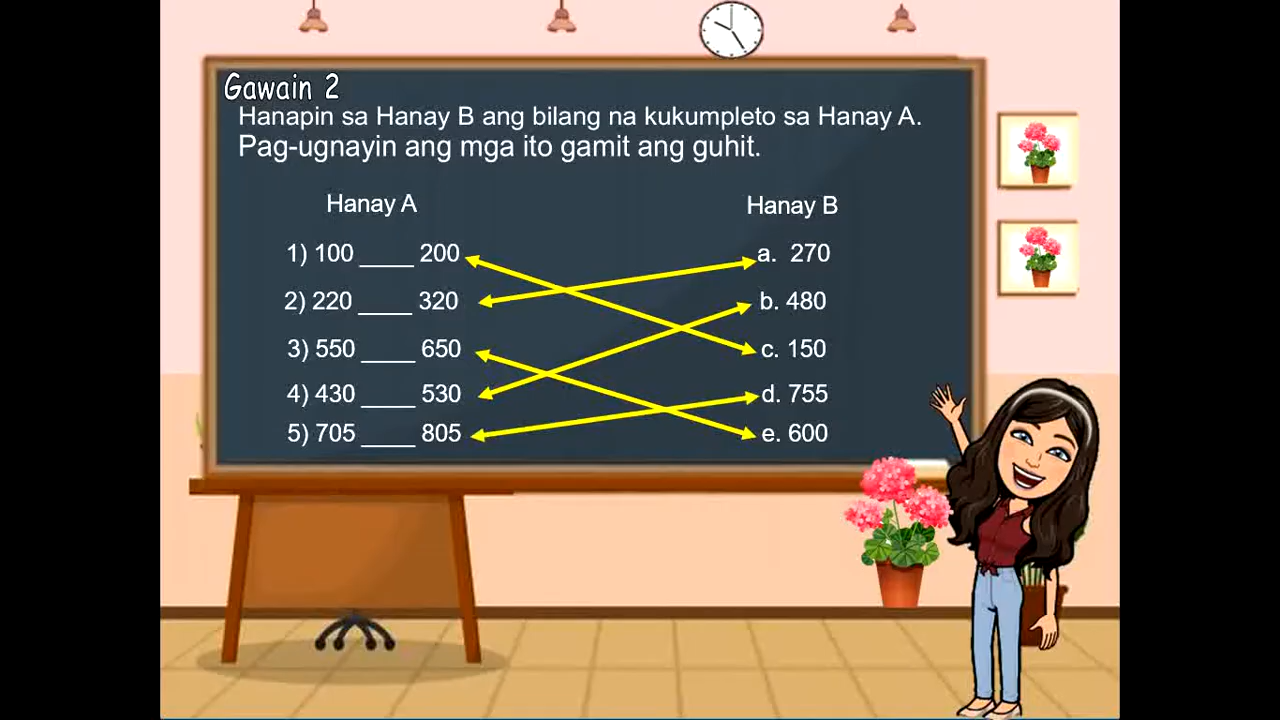 Gawain 2
Hanapin sa Hanay B ang bilang na kukumpleto sa Hanay A.
Pag-ugnayin ang mga ito gamit ang guhit.
Hanay A
1) 100 ____ 200
2) 220 ____ 320
3) 550 ____ 650
4) 430 ____ 530
5) 705 ____ 805
Hanay B
a. 270
b. 480
c. 150
d. 755
e. 600